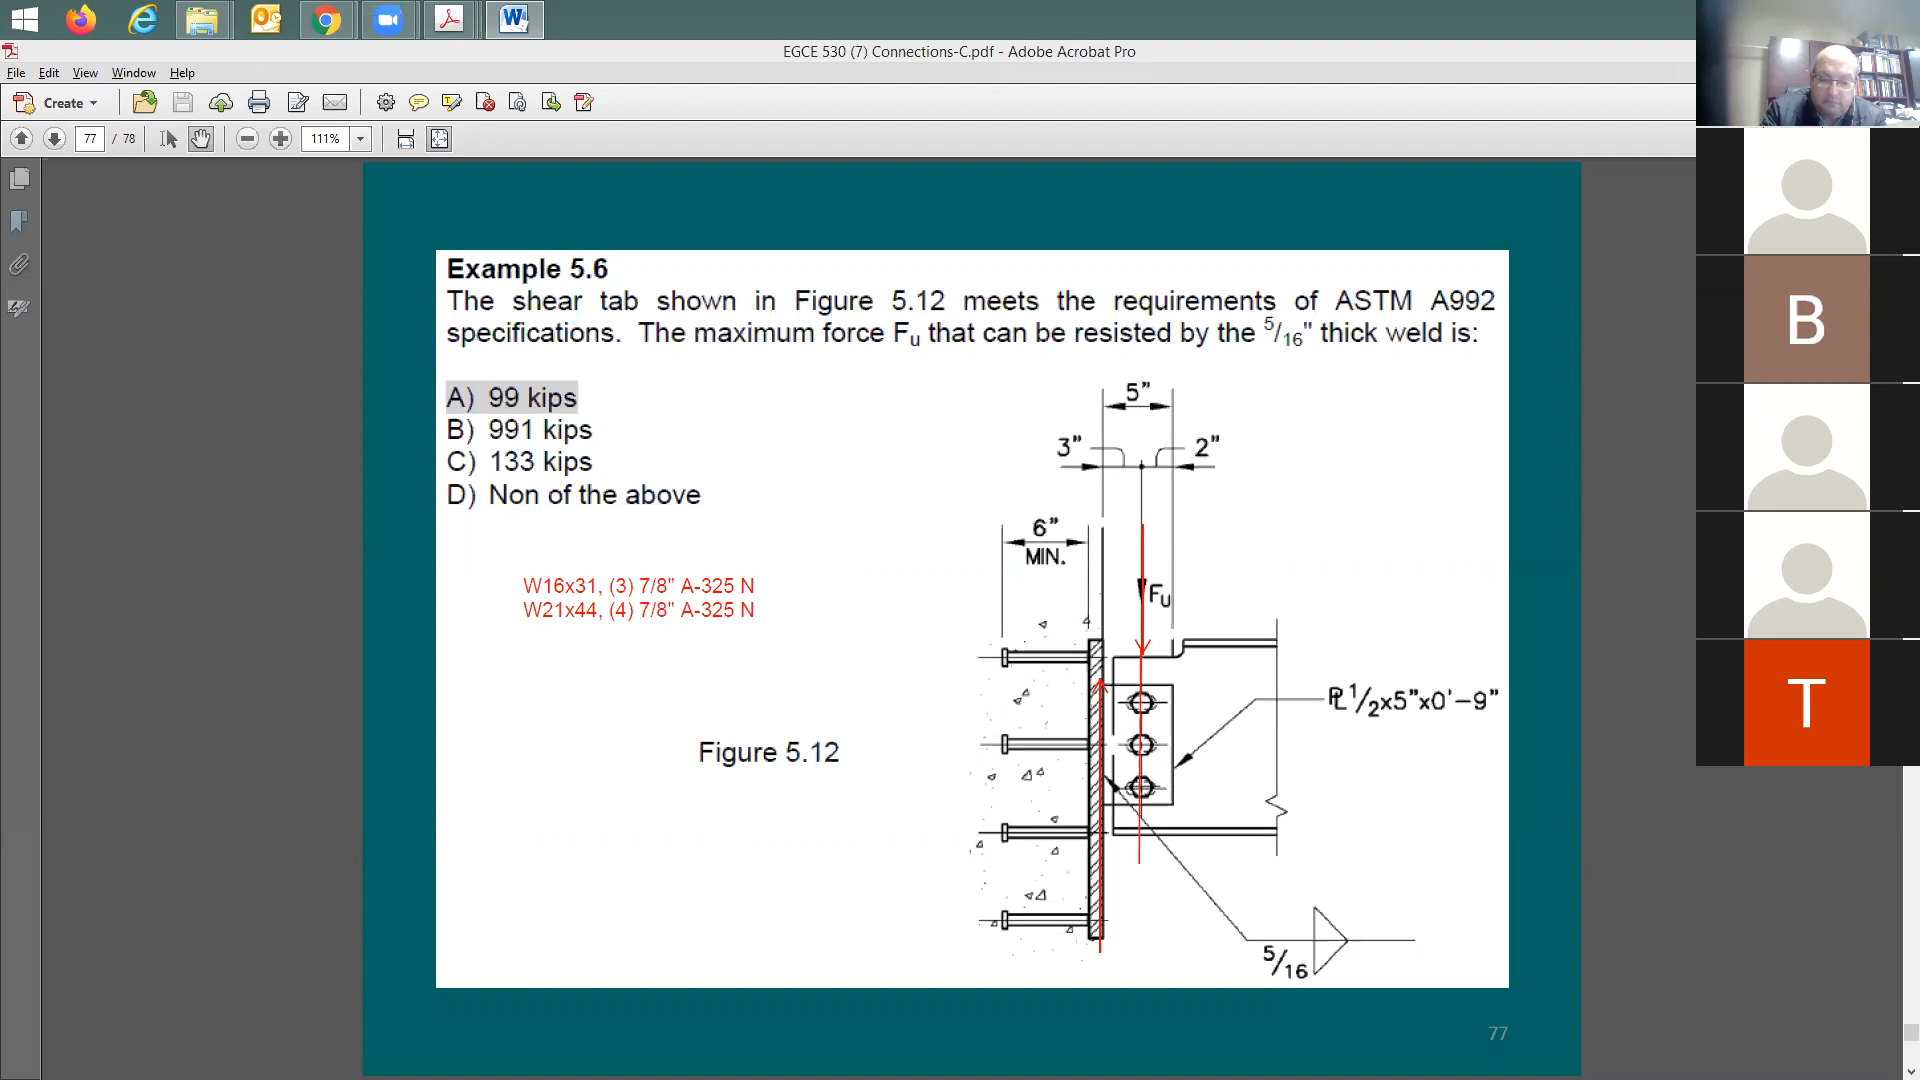 EGCE 530 (7) Connections-C.pdf - Adobe Acrobat Pro
File Edit View Window Help
Create
77 / 78 111%
Example 5.6
The shear tab shown in Figure 5.12 meets the requirements of ASTM A992
specifications. The maximum force Fu that can be resisted by the 5/16" thick weld is:
A) 99 kips
B) 991 kips
C) 133 kips
D) Non of the above
5"
3" 2"
6"
MIN.
W16x31, (3) 7/8" A-325 N
W21x44, (4) 7/8" A-325 N
Fu
PL 1/2x5"x0'-9"
Figure 5.12
5/16
77
B
T